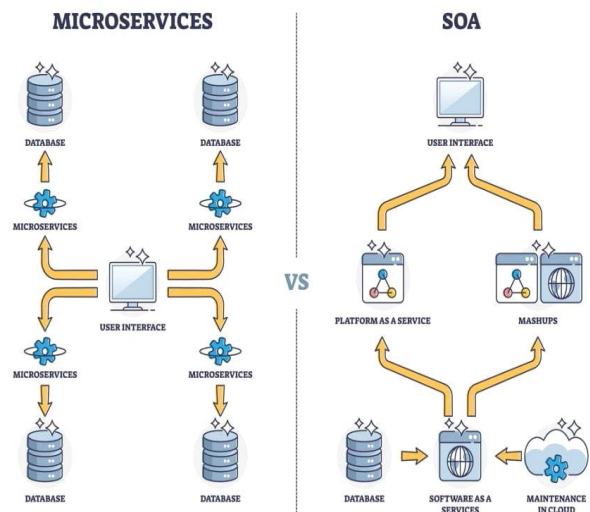 MICROSERVICES
DATABASE
DATABASE
MICROSERVICES
MICROSERVICES
USER INTERFACE
MICROSERVICES
MICROSERVICES
DATABASE
DATABASE
VS
SOA
USER INTERFACE
PLATFORM AS A SERVICE
MASHUPS
DATABASE
SOFTWARE AS A
SERVICES
MAINTENANCE
IN CLOUD